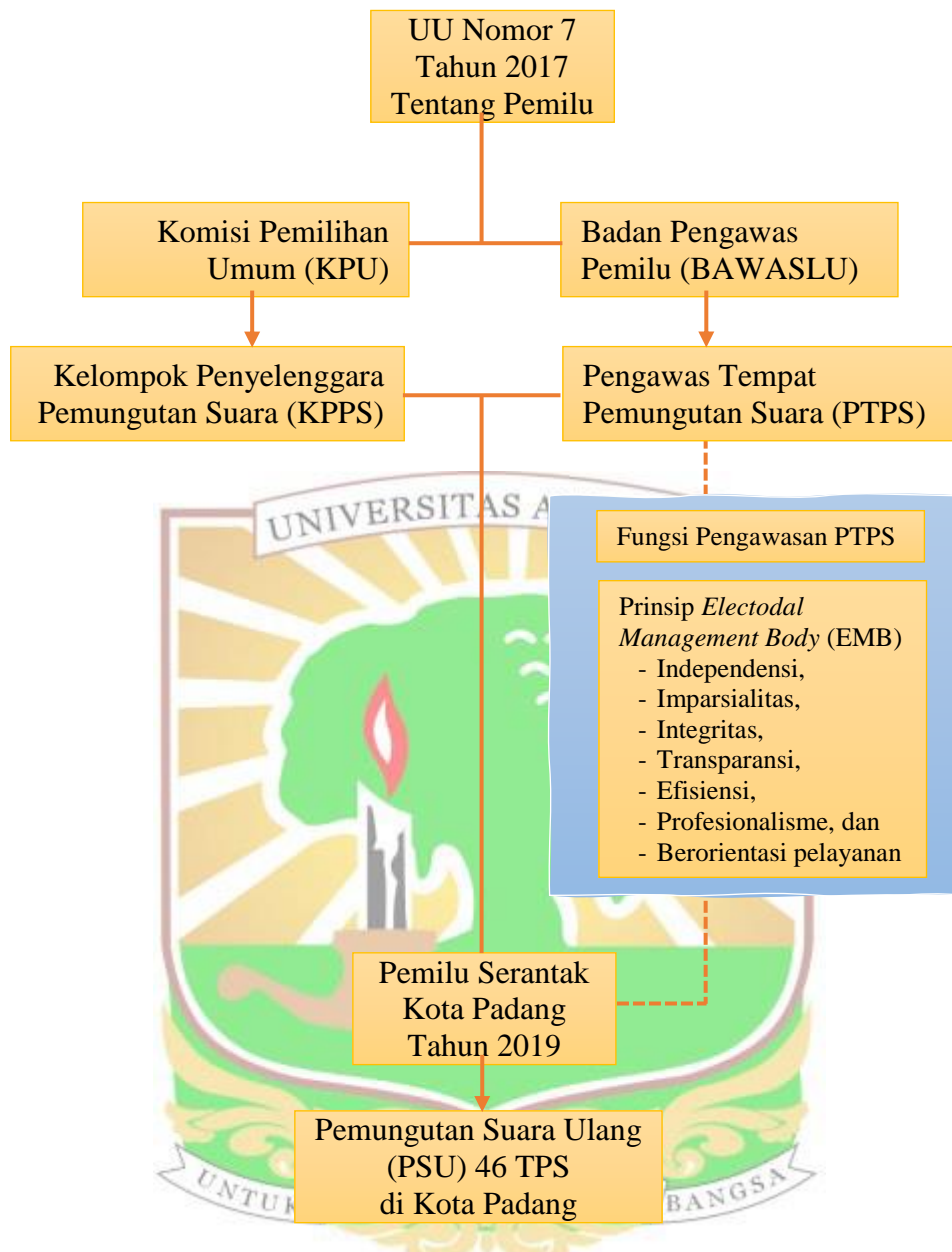 UU Nomor 7
Tahun 2017
Tentang Pemilu
Komisi Pemilihan
Umum (KPU)
Badan Pengawas
Pemilu (BAWASLU)
Kelompok Penyelenggara
Pemungutan Suara (KPPS)
Pengawas Tempat
Pemungutan Suara (PTPS)
UNIVERSITAS A
Fungsi Pengawasan PTPS
Prinsip Electodal
Management Body (EMB)
- Independensi,
- Imparsialitas,
- Integritas,
- Transparansi,
- Efisiensi,
- Profesionalisme, dan
- Berorientasi pelayanan
Pemilu Serantak
Kota Padang
Tahun 2019
Pemungutan Suara Ulang
(PSU) 46 TPS
di Kota Padang
UNTUK
BANGSA